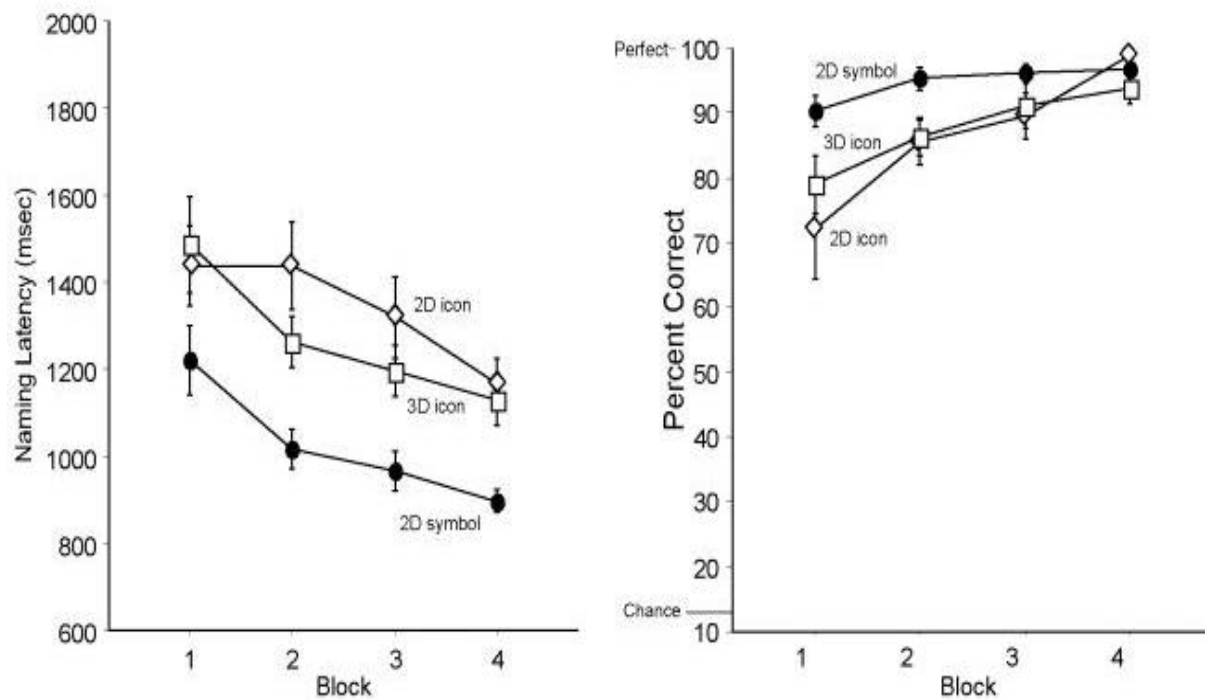 2000
1800
1600
1400
1200
1000
800
600
Naming Latency (msec)
2D icon
3D icon
2D symbol
1 2 3 4
Block
Perfect
100
90
80
70
60
50
40
30
20
10
Chance
Percent Correct
2D symbol
3D icon
2D icon
1 2 3 4
Block